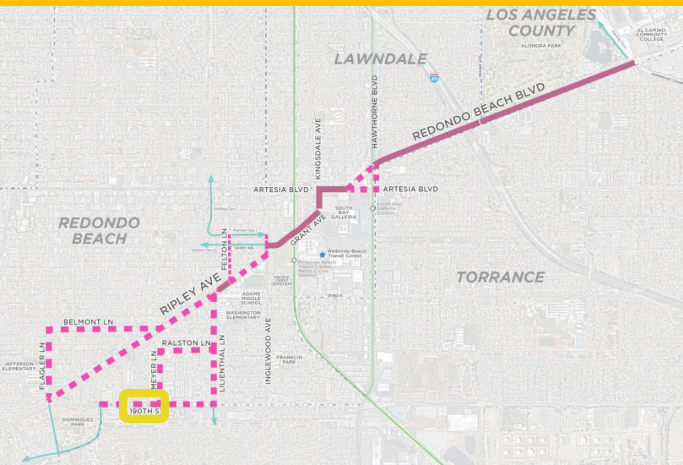 LOS ANGELES
COUNTY
EL CAMINO
COMMUNITY
COLLEGE
ALONDRA PARK
LAWNDALE
HAWTHORNE BLVD
REDONDO BEACH BLVD
KINGSDALE AVE
ARTESIA BLVD
ARTESIA BLVD
SOUTH
BAY
GALLERIA
REDONDO
BEACH
FELTON LN
GRANT AVE
Redondo Beach
Transit Center
TORRANCE
RIPLEY AVE
ADAMS
MIDDLE
SCHOOL
WASHINGTON
ELEMENTARY
BELMONT LN
RALSTON LN
INGLEWOOD AVE
FRANKLIN
PARK
JEFFERSON
ELEMENTARY
FLAGLER LN
MEYER LN
LILIENTHAL LN
190TH S
DOMINGUEZ
PARK